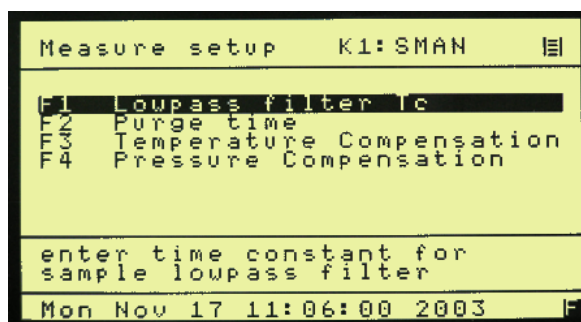 Measure setup K1:SMAN
F1 Lowpass filter Tc
F2 Purge time
F3 Temperature Compensation
F4 Pressure Compensation
enter time constant for
sample lowpass filter
Mon Nov 17 11:06:00 2003 F